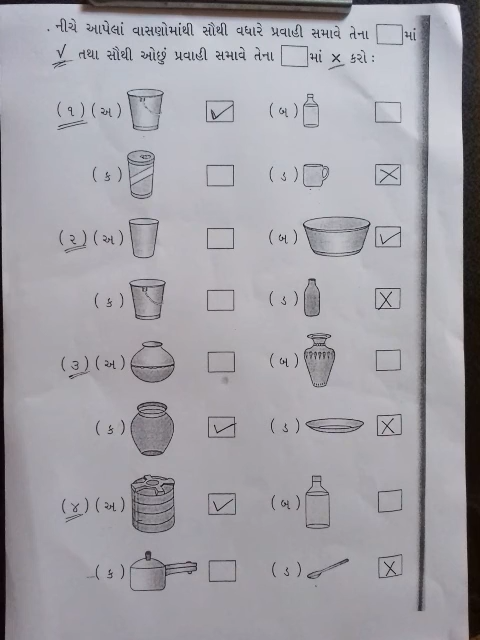 . નીચે આપેલાં વાસણોમાંથી સૌથી વધારે પ્રવાહી સમાવે તેના □માં
✓ તથા સૌથી ઓછું પ્રવાહી સમાવે તેના □માં × કરો :
(૧) (અ) (બ)
(ક) (ડ)
(૨) (અ) (બ)
(ક) (ડ)
(૩) (અ) (બ)
(ક) (ડ)
(૪) (અ) (બ)
(ક) (ડ)